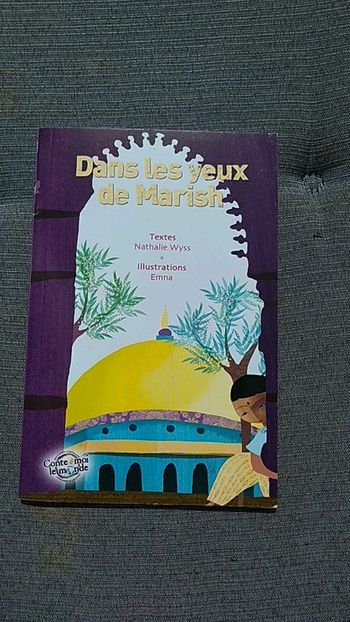 Dans les yeux
de Marish
Textes
Nathalie Wyss
Illustrations
Emna
Conte moi
le monde